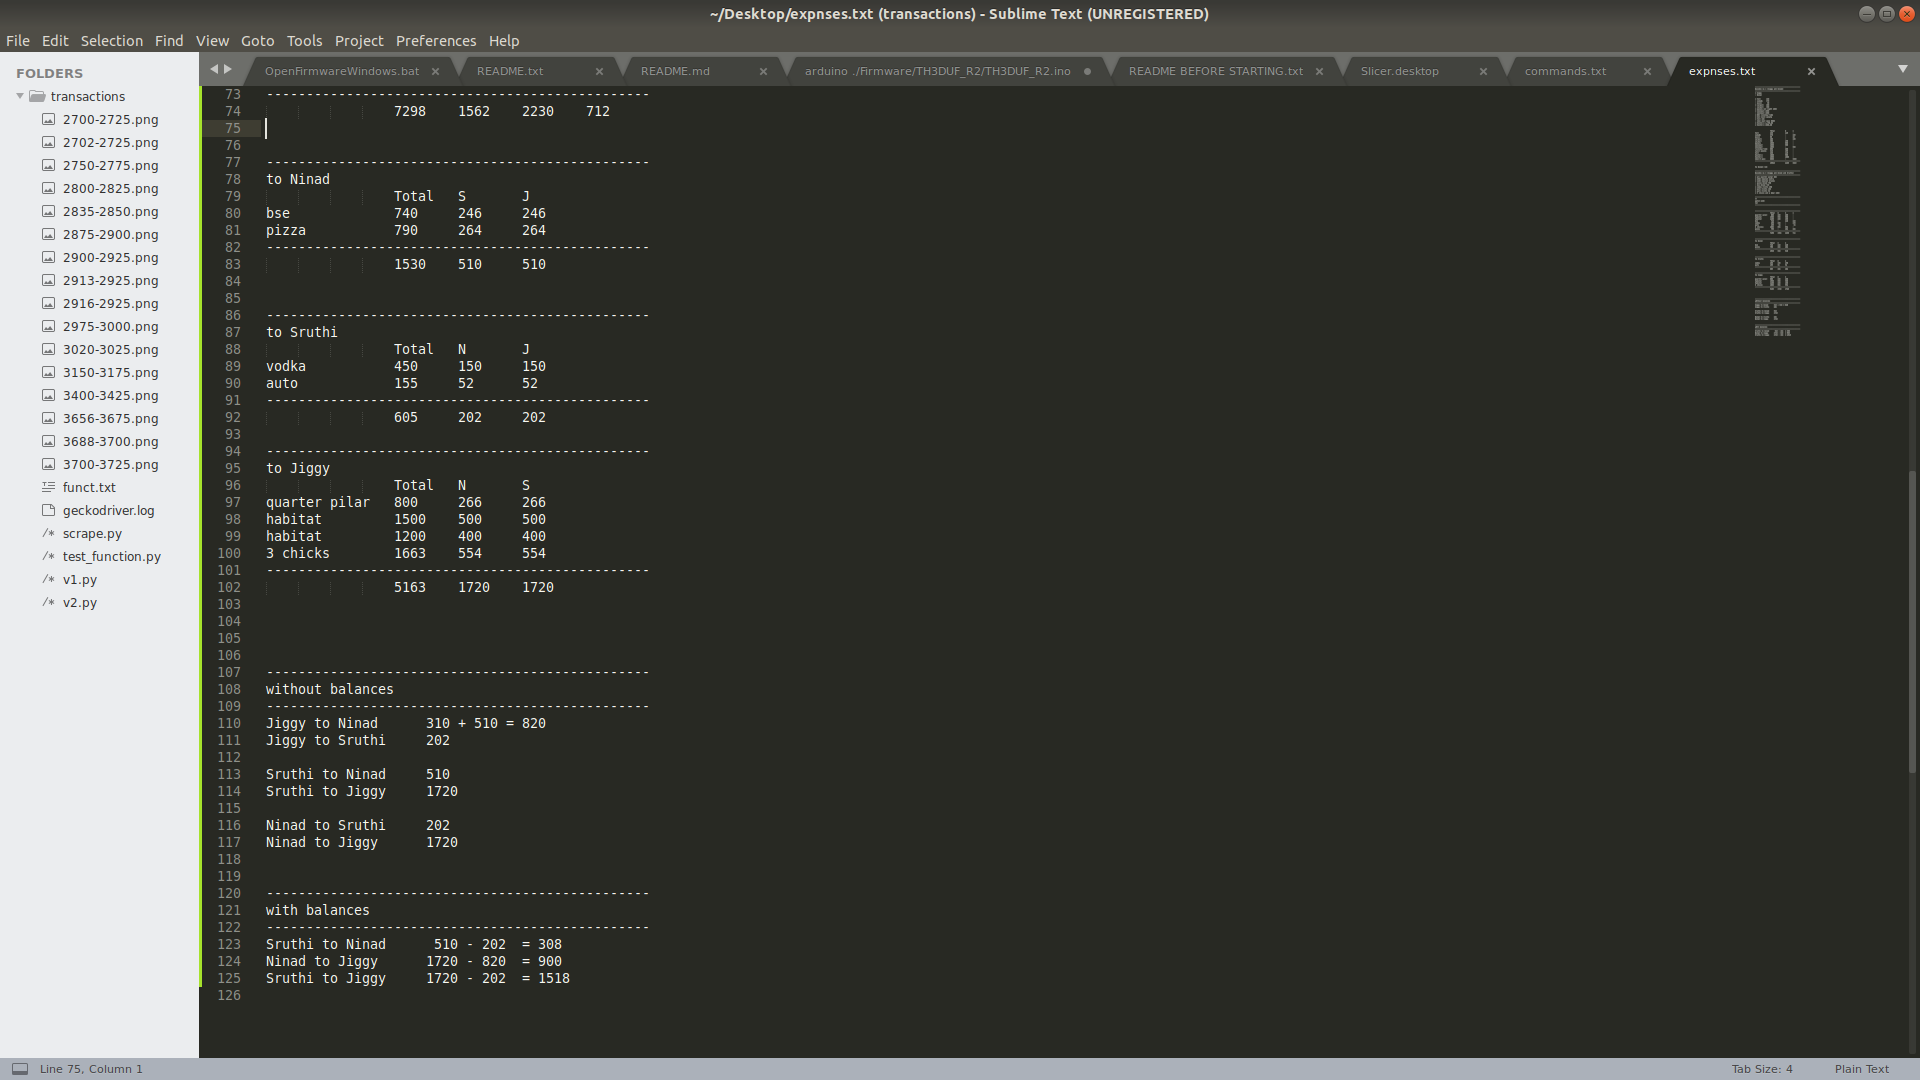 ~/Desktop/expnses.txt (transactions) - Sublime Text (UNREGISTERED)
File Edit Selection Find View Goto Tools Project Preferences Help
FOLDERS
transactions
2700-2725.png
2702-2725.png
2750-2775.png
2800-2825.png
2835-2850.png
2875-2900.png
2900-2925.png
2913-2925.png
2916-2925.png
2975-3000.png
3020-3025.png
3150-3175.png
3400-3425.png
3656-3675.png
3688-3700.png
3700-3725.png
funct.txt
geckodriver.log
/* scrape.py
/* test_function.py
/* v1.py
/* v2.py
OpenFirmwareWindows.bat README.txt README.md arduino ./Firmware/TH3DUF_R2/TH3DUF_R2.ino README BEFORE STARTING.txt Slicer.desktop commands.txt expnses.txt
73 ------------------------------------------------
74 7298 1562 2230 712
75
76
77 ------------------------------------------------
78 to Ninad
79 Total S J
80 bse 740 246 246
81 pizza 790 264 264
82 ------------------------------------------------
83 1530 510 510
84
85
86 ------------------------------------------------
87 to Sruthi
88 Total N J
89 vodka 450 150 150
90 auto 155 52 52
91 ------------------------------------------------
92 605 202 202
93
94 ------------------------------------------------
95 to Jiggy
96 Total N S
97 quarter pilar 800 266 266
98 habitat 1500 500 500
99 habitat 1200 400 400
100 3 chicks 1663 554 554
101 ------------------------------------------------
102 5163 1720 1720
103
104
105
106
107 ------------------------------------------------
108 without balances
109 ------------------------------------------------
110 Jiggy to Ninad 310 + 510 = 820
111 Jiggy to Sruthi 202
112
113 Sruthi to Ninad 510
114 Sruthi to Jiggy 1720
115
116 Ninad to Sruthi 202
117 Ninad to Jiggy 1720
118
119
120 ------------------------------------------------
121 with balances
122 ------------------------------------------------
123 Sruthi to Ninad 510 - 202 = 308
124 Ninad to Jiggy 1720 - 820 = 900
125 Sruthi to Jiggy 1720 - 202 = 1518
126
Line 75, Column 1 Tab Size: 4 Plain Text